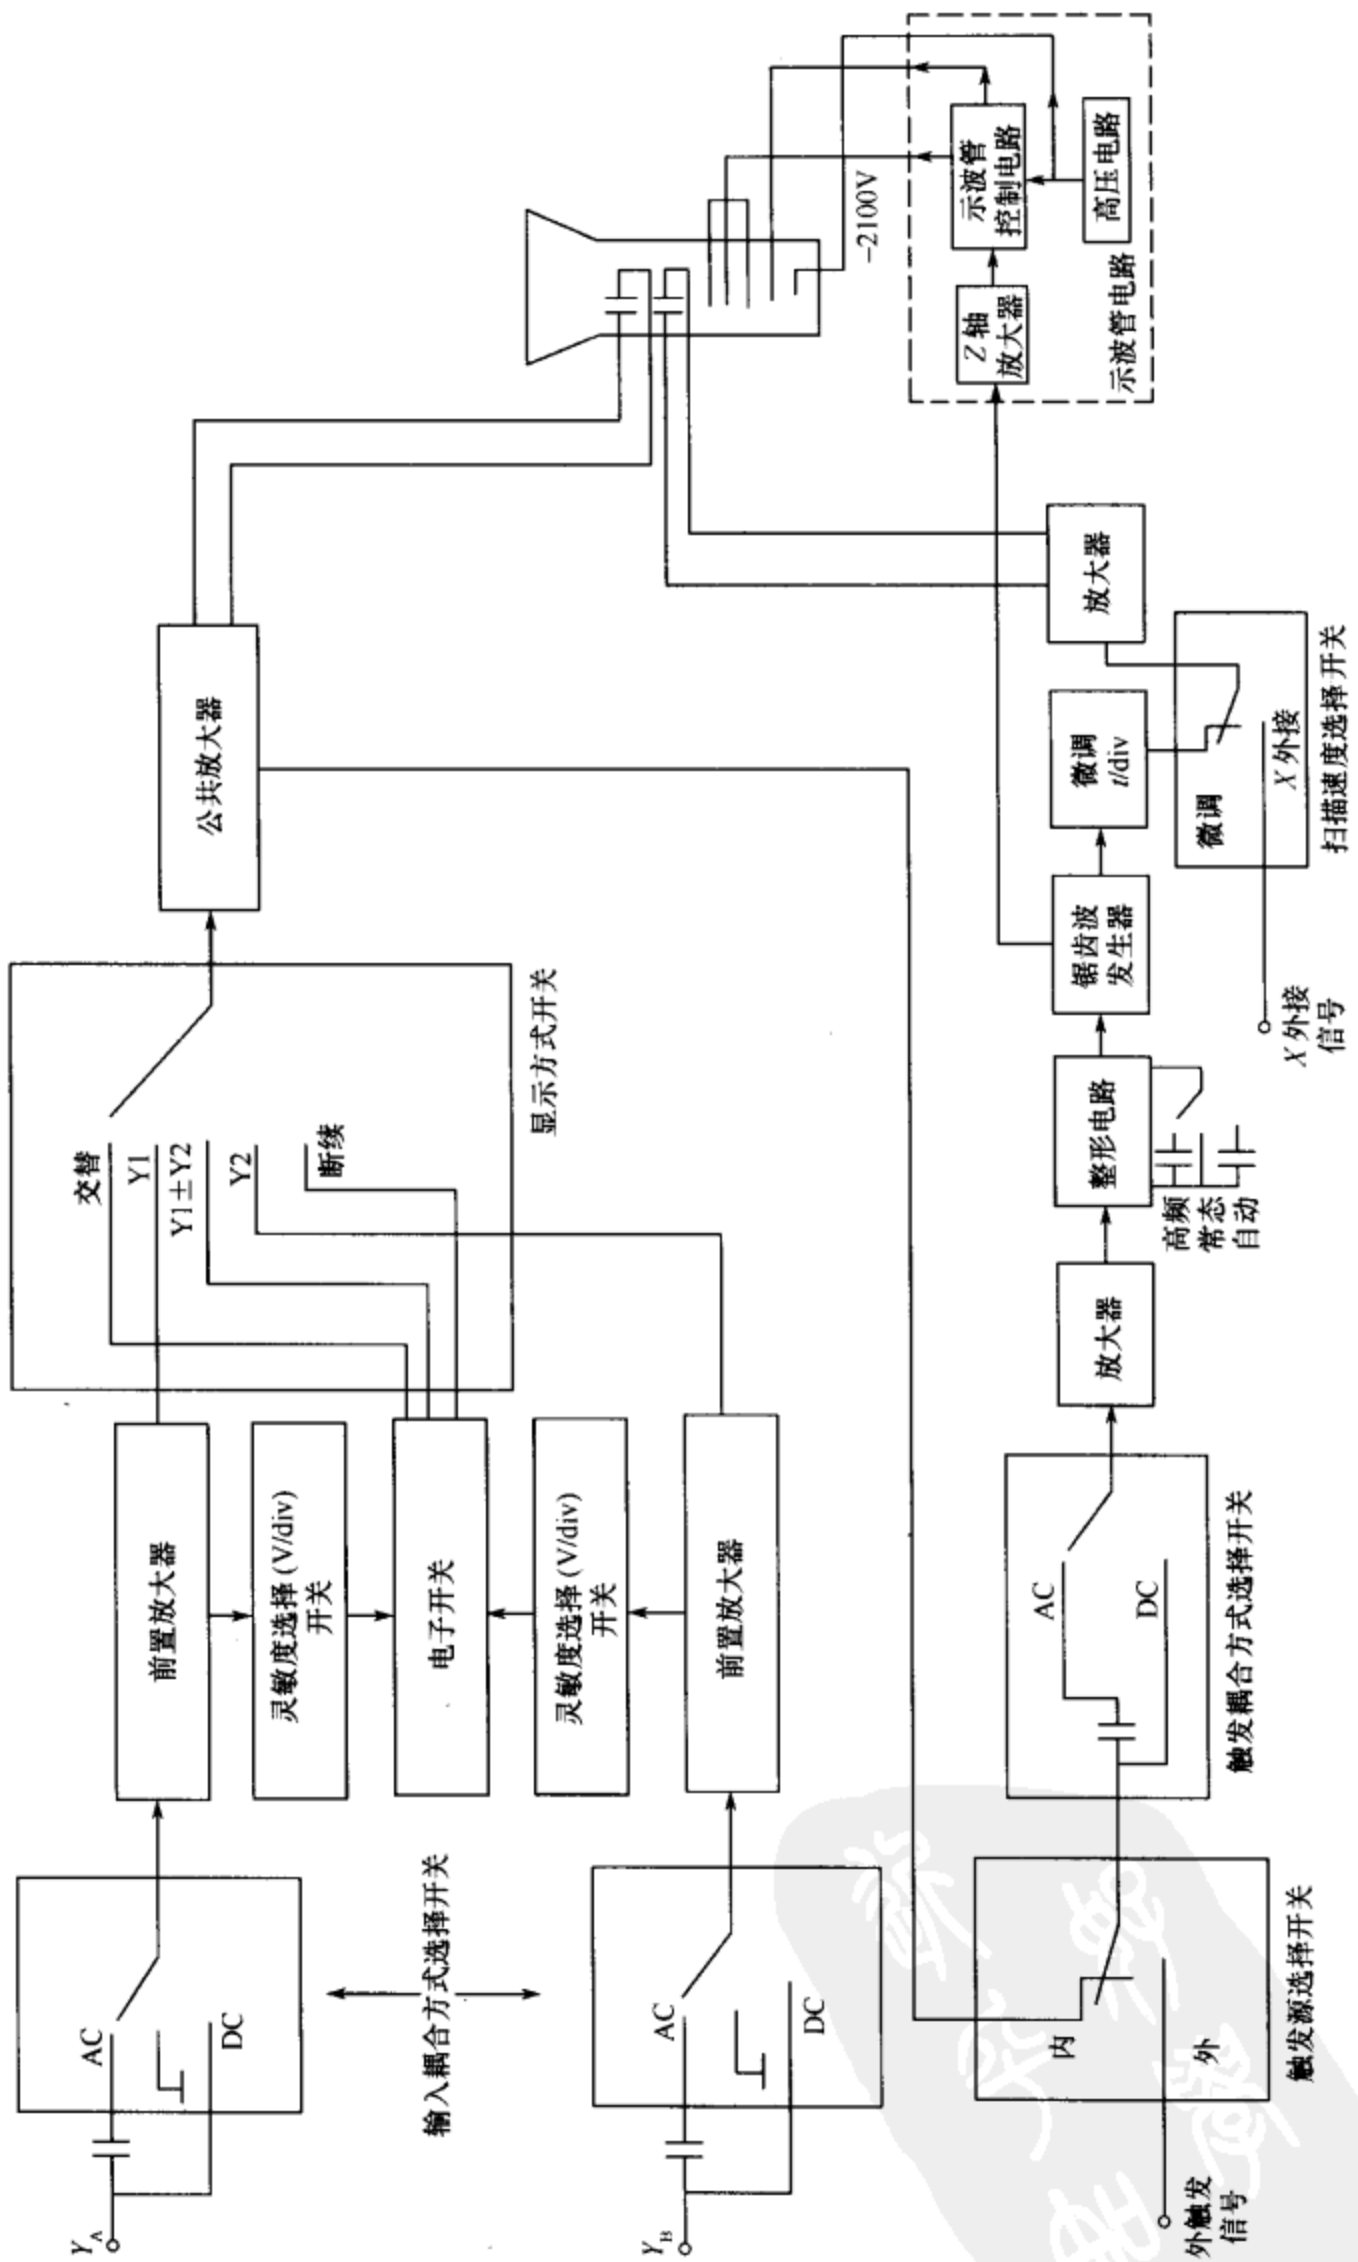 Y_A
AC
DC
前置放大器
灵敏度选择(V/div)
开关
电子开关
灵敏度选择(V/div)
开关
前置放大器
输入耦合方式选择开关
Y_B
AC
DC
交替
Y1
Y1±Y2
Y2
断续
显示方式开关
公共放大器
外触发
信号
内
外
触发源选择开关
AC
DC
触发耦合方式选择开关
放大器
整形电路
高频
常态
自动
锯齿波
发生器
微调
t/div
放大器
微调
X外接
扫描速度选择开关
X外接
信号
−2100V
Z轴
放大器
示波管
控制电路
高压电路
示波管电路